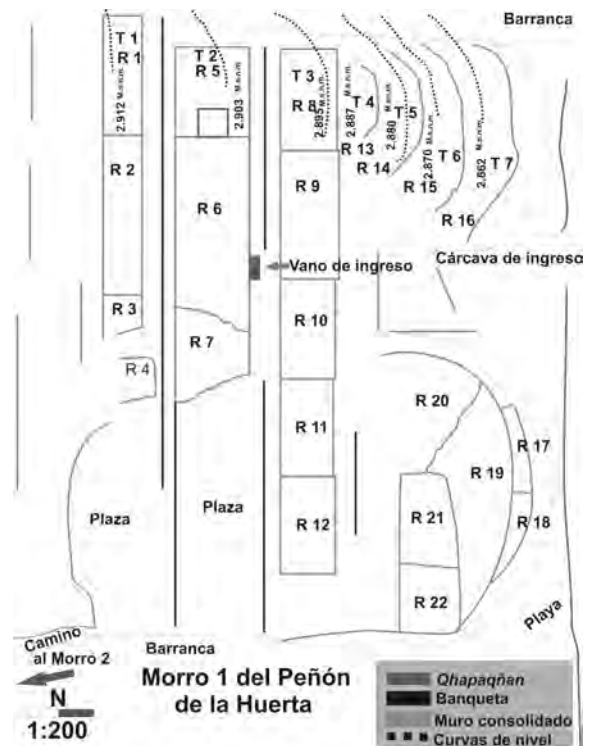 Barranca
T 1
R 1
2.912 M.s.n.m.
T 2
R 5
2.903 M.s.n.m.
T 3
R 8
2.895 M.s.n.m.
T 4
2.887 M.s.n.m.
R 13
T 5
2.880 M.s.n.m.
R 14
T 6
2.870 M.s.n.m.
R 15
T 7
2.862 M.s.n.m.
R 16
R 2
R 6
R 9
Vano de ingreso
Cárcava de ingreso
R 3
R 7
R 10
R 4
R 20
R 11
R 17
R 19
Plaza
Plaza
R 12
R 21
R 18
R 22
Playa
Camino
al Morro 2
Barranca
Morro 1 del Peñón
de la Huerta
N
1:200
Qhapaqñan
Banqueta
Muro consolidado
Curvas de nivel